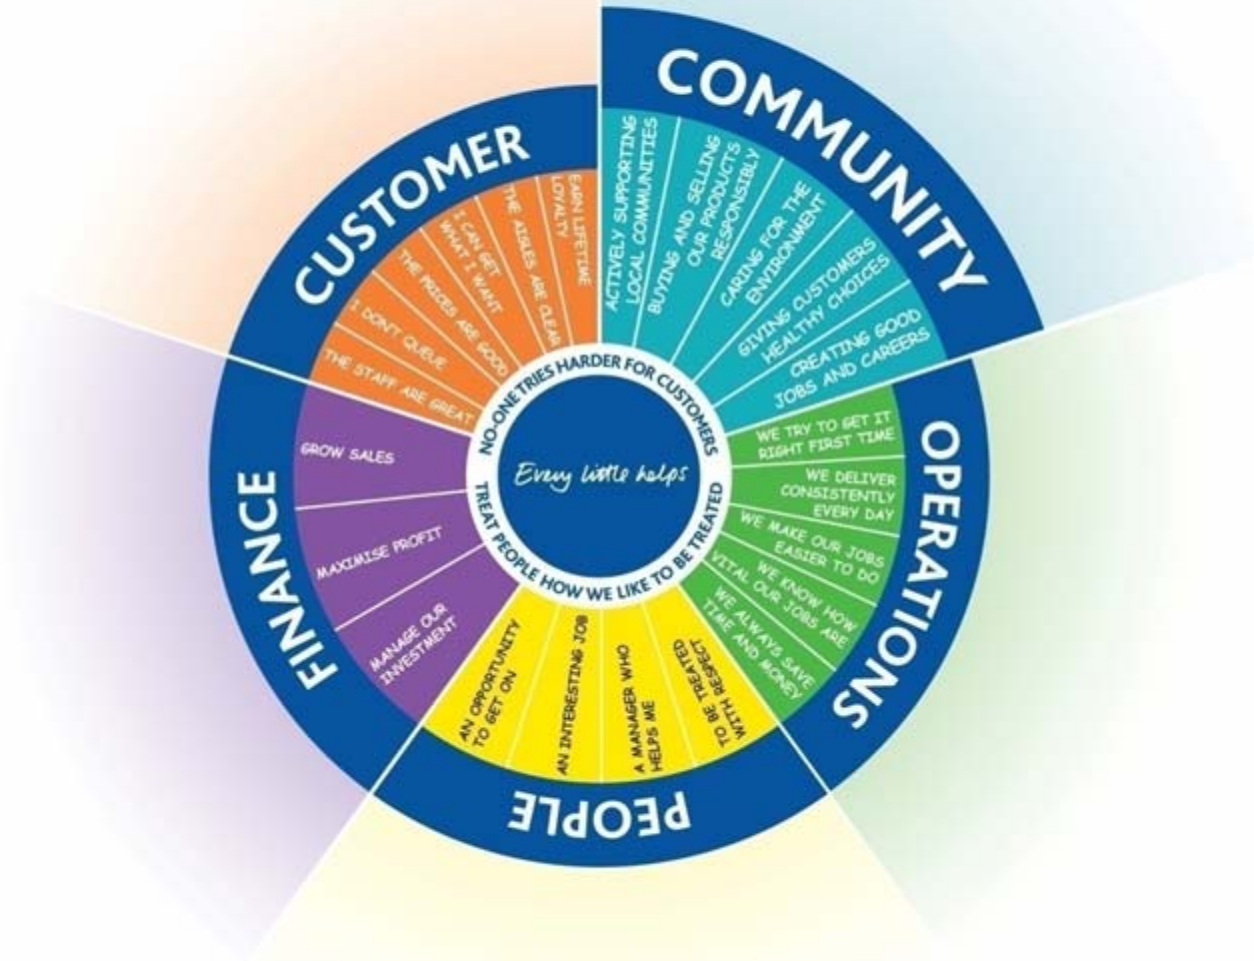 COMMUNITY
ACTIVELY SUPPORTING
LOCAL COMMUNITIES
BUYING AND SELLING
OUR PRODUCTS
RESPONSIBLY
CARING FOR THE
ENVIRONMENT
GIVING CUSTOMERS
HEALTHY CHOICES
CREATING GOOD
JOBS AND CAREERS
OPERATIONS
WE TRY TO GET IT
RIGHT FIRST TIME
WE DELIVER
CONSISTENTLY
EVERY DAY
WE MAKE OUR JOBS
EASIER TO DO
WE KNOW HOW
VITAL OUR JOBS ARE
WE ALWAYS SAVE
TIME AND MONEY
PEOPLE
TO BE TREATED
WITH RESPECT
A MANAGER WHO
HELPS ME
AN INTERESTING JOB
AN OPPORTUNITY
TO GET ON
FINANCE
MANAGE OUR
INVESTMENT
MAXIMISE PROFIT
GROW SALES
CUSTOMER
THE STAFF ARE GREAT
I DON'T QUEUE
THE PRICES ARE GOOD
I CAN GET
WHAT I WANT
THE AISLES ARE CLEAR
EARN LIFETIME
LOYALTY
NO-ONE TRIES HARDER FOR CUSTOMERS
TREAT PEOPLE HOW WE LIKE TO BE TREATED
Every little helps